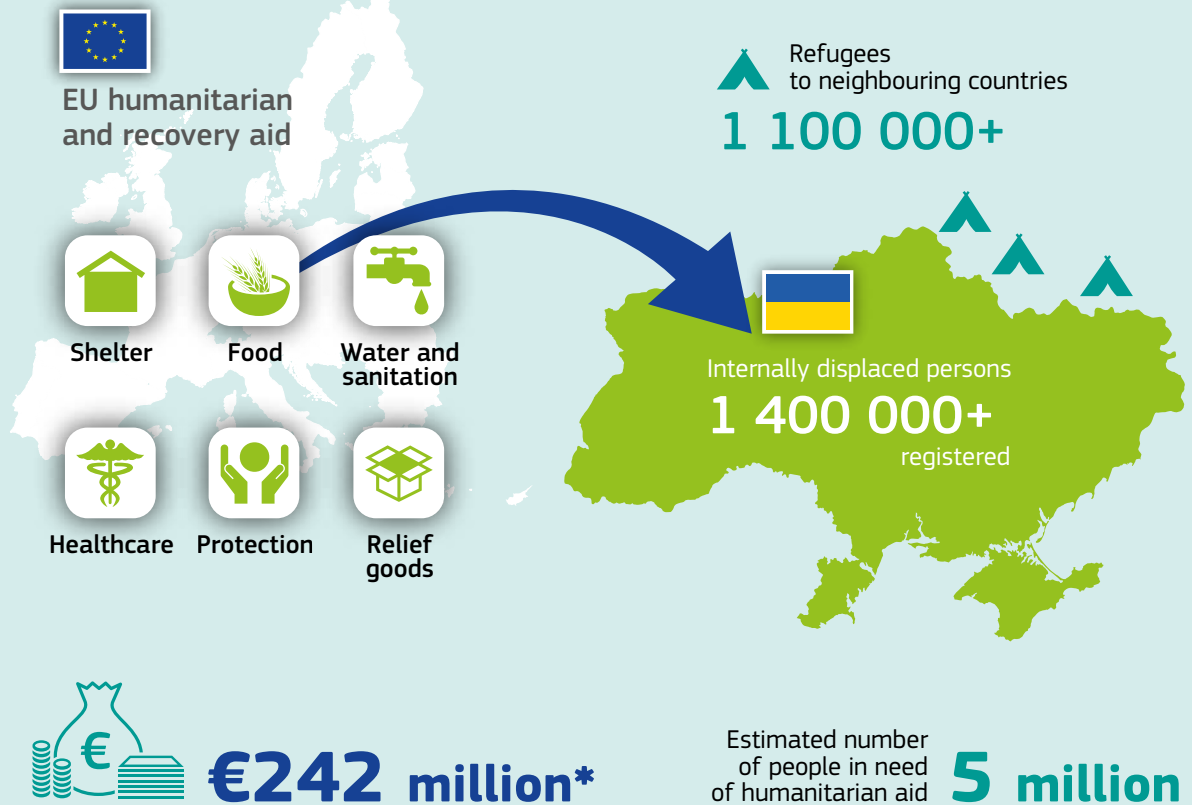 EU humanitarian
and recovery aid
Refugees
to neighbouring countries
1 100 000+
Shelter
Food
Water and
sanitation
Healthcare
Protection
Relief
goods
Internally displaced persons
1 400 000+
registered
€
€242 million*
Estimated number
of people in need
of humanitarian aid
5 million